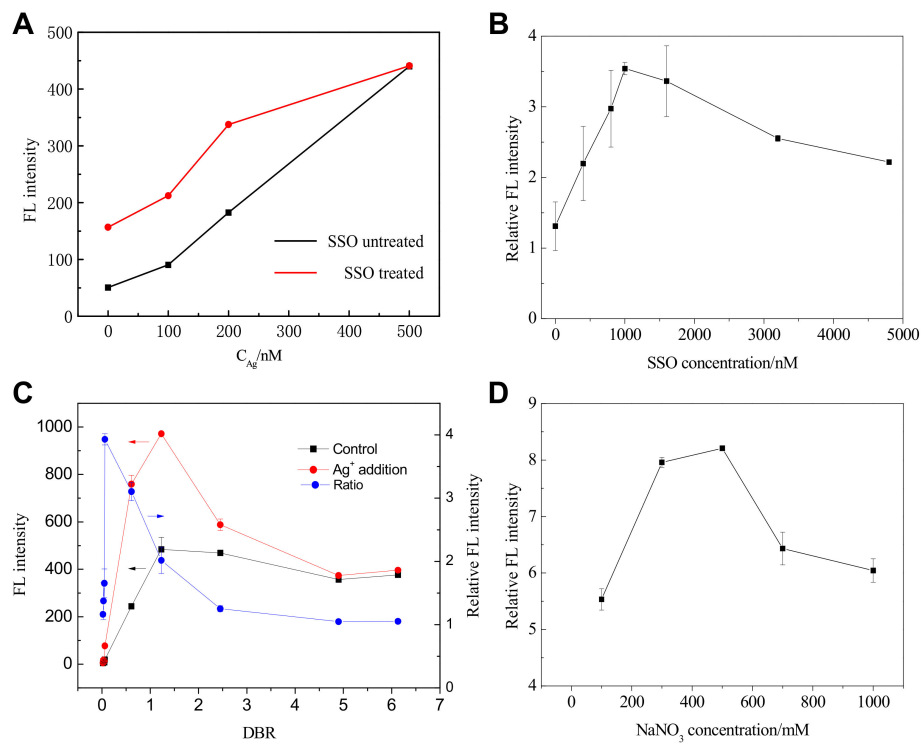 A
FL intensity
500
400
300
200
100
0
SSO untreated
SSO treated
0 100 200 300 400 500
C_Ag/nM
B
Relative FL intensity
4
3
2
1
0 1000 2000 3000 4000 5000
SSO concentration/nM
C
FL intensity
1000
800
600
400
200
0
Control
Ag⁺ addition
Ratio
4
3
2
1
0
Relative FL intensity
0 1 2 3 4 5 6 7
DBR
D
Relative FL intensity
9
8
7
6
5
4
0 200 400 600 800 1000
NaNO₃ concentration/mM